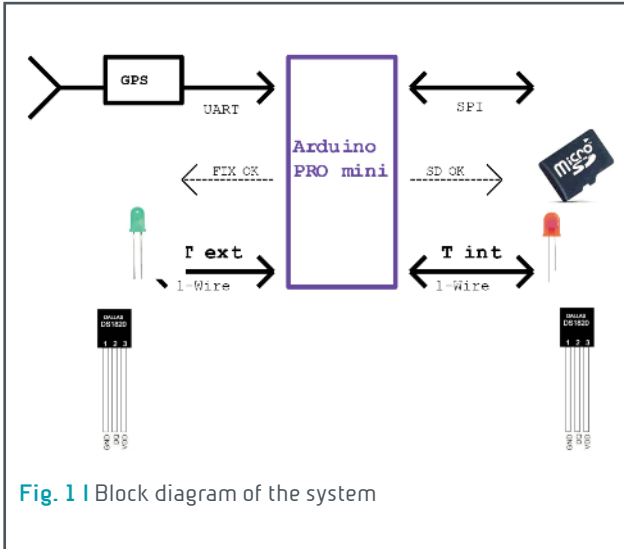 GPS
UART
SPI
Arduino
PRO mini
FIX OK
SD OK
micro
SD
T ext
T int
1-Wire
1-Wire
DALLAS
DS1820
1 2 3
GND
DQ
VDD
DALLAS
DS1820
1 2 3
GND
DQ
VDD
Fig. 1 | Block diagram of the system